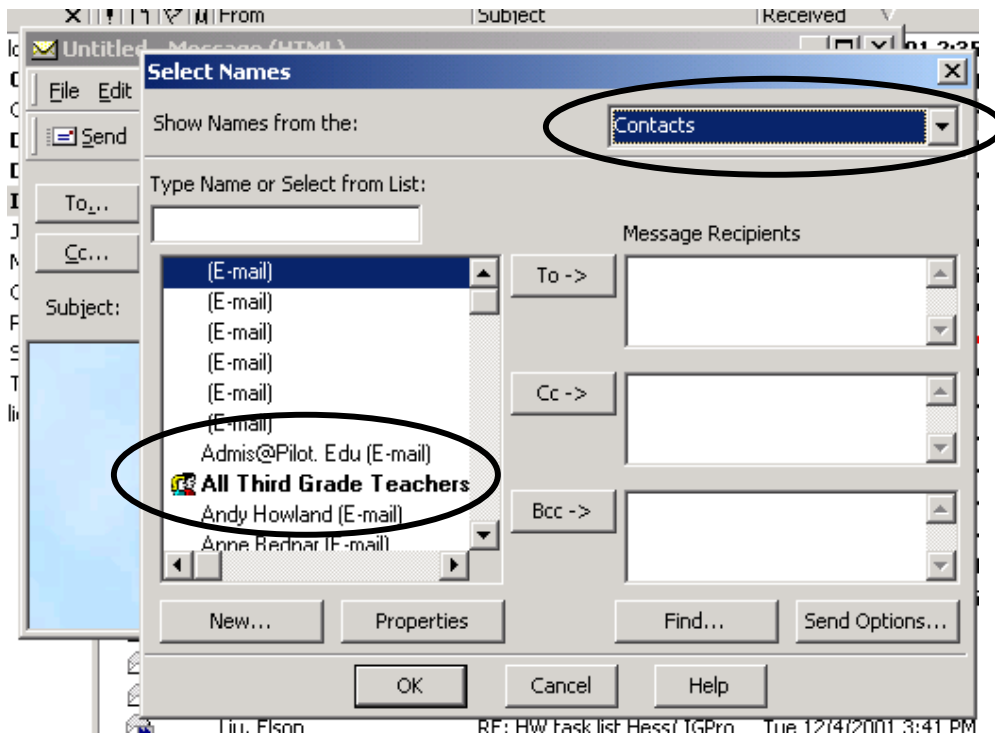 From Subject Received
Untitled - Message (HTML)
Select Names
File Edit
Show Names from the: Contacts
Send
Type Name or Select from List:
To...
Message Recipients
Cc...
(E-mail) To ->
(E-mail)
Subject:
(E-mail)
(E-mail)
(E-mail) Cc ->
(E-mail)
Admis@Pilot. Edu (E-mail)
All Third Grade Teachers
Andy Howland (E-mail) Bcc ->
Anne Bednar (E-mail)
New... Properties Find... Send Options...
OK Cancel Help
Liu, Elson RE: HW task list Hess( IGPro Tue 12/4/2001 3:41 PM